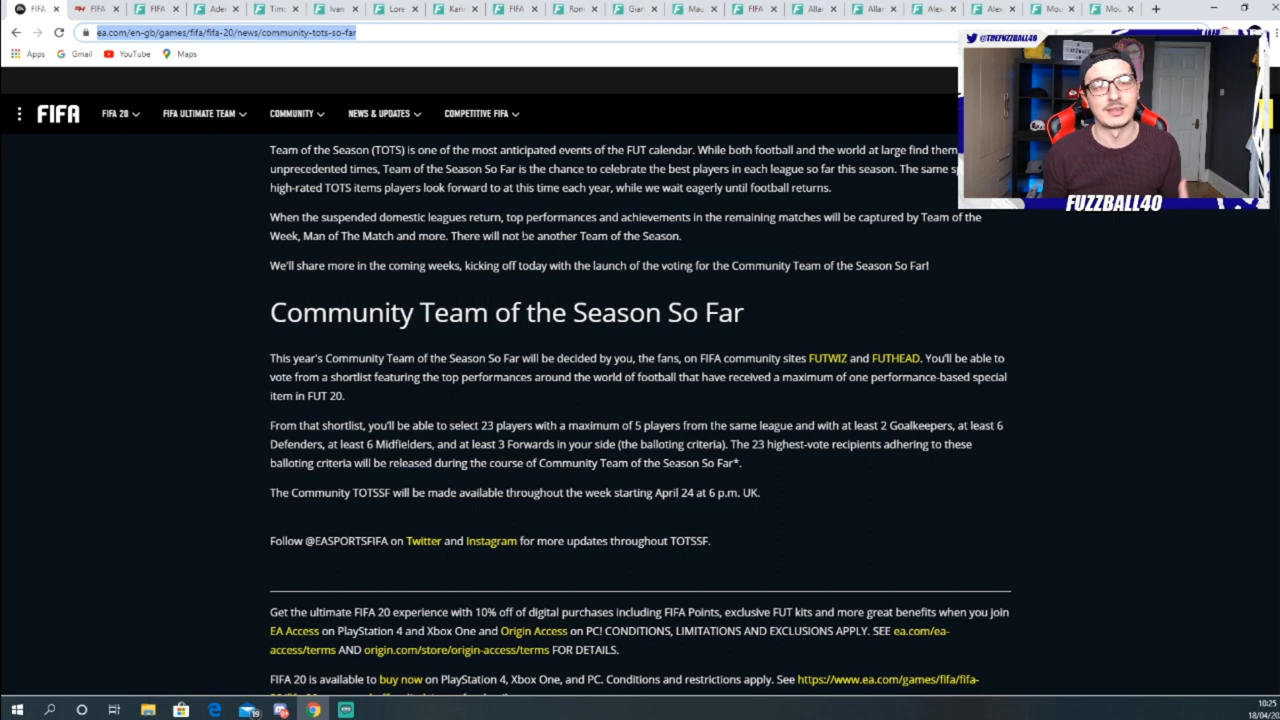 FIFA
FIFA
FIFA
Ader
Timo
Ivan
Lore
Karim
FIFA
Rom
Gian
Mau
FIFA
Allar
Allar
Alex
Alex
Mou
Mou
ea.com/en-gb/games/fifa/fifa-20/news/community-tots-so-far
Apps
Gmail
YouTube
Maps
@THEFUZZBALL40
FIFA
FIFA 20
FIFA ULTIMATE TEAM
COMMUNITY
NEWS & UPDATES
COMPETITIVE FIFA
Team of the Season (TOTS) is one of the most anticipated events of the FUT calendar. While both football and the world at large find them
unprecedented times, Team of the Season So Far is the chance to celebrate the best players in each league so far this season. The same s
high-rated TOTS items players look forward to at this time each year, while we wait eagerly until football returns.
FUZZBALL40
When the suspended domestic leagues return, top performances and achievements in the remaining matches will be captured by Team of the
Week, Man of The Match and more. There will not be another Team of the Season.
We'll share more in the coming weeks, kicking off today with the launch of the voting for the Community Team of the Season So Far!
Community Team of the Season So Far
This year's Community Team of the Season So Far will be decided by you, the fans, on FIFA community sites FUTWIZ and FUTHEAD. You'll be able to
vote from a shortlist featuring the top performances around the world of football that have received a maximum of one performance-based special
item in FUT 20.
From that shortlist, you'll be able to select 23 players with a maximum of 5 players from the same league and with at least 2 Goalkeepers, at least 6
Defenders, at least 6 Midfielders, and at least 3 Forwards in your side (the balloting criteria). The 23 highest-vote recipients adhering to these
balloting criteria will be released during the course of Community Team of the Season So Far*.
The Community TOTSSF will be made available throughout the week starting April 24 at 6 p.m. UK.
Follow @EASPORTSFIFA on Twitter and Instagram for more updates throughout TOTSSF.
Get the ultimate FIFA 20 experience with 10% off of digital purchases including FIFA Points, exclusive FUT kits and more great benefits when you join
EA Access on PlayStation 4 and Xbox One and Origin Access on PC! CONDITIONS, LIMITATIONS AND EXCLUSIONS APPLY. SEE ea.com/ea-
access/terms AND origin.com/store/origin-access/terms FOR DETAILS.
FIFA 20 is available to buy now on PlayStation 4, Xbox One, and PC. Conditions and restrictions apply. See https://www.ea.com/games/fifa/fifa-
19
10:25
18/04/20